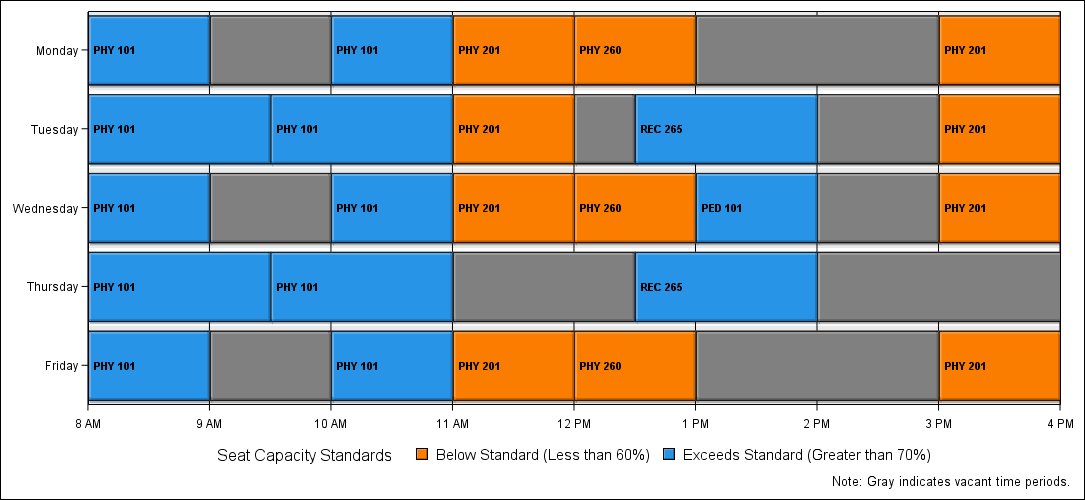 Monday PHY 101 PHY 101 PHY 201 PHY 260 PHY 201
Tuesday PHY 101 PHY 101 PHY 201 REC 265 PHY 201
Wednesday PHY 101 PHY 101 PHY 201 PHY 260 PED 101 PHY 201
Thursday PHY 101 PHY 101 REC 265
Friday PHY 101 PHY 101 PHY 201 PHY 260 PHY 201
8 AM 9 AM 10 AM 11 AM 12 PM 1 PM 2 PM 3 PM 4 PM
Seat Capacity Standards Below Standard (Less than 60%) Exceeds Standard (Greater than 70%)
Note: Gray indicates vacant time periods.